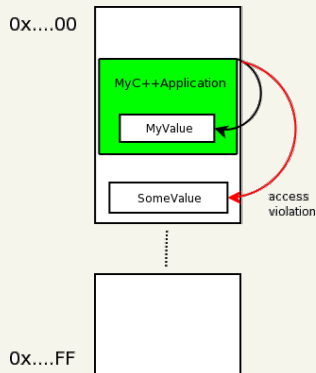 0x....00
MyC++Application
MyValue
SomeValue
access
violation
0x....FF